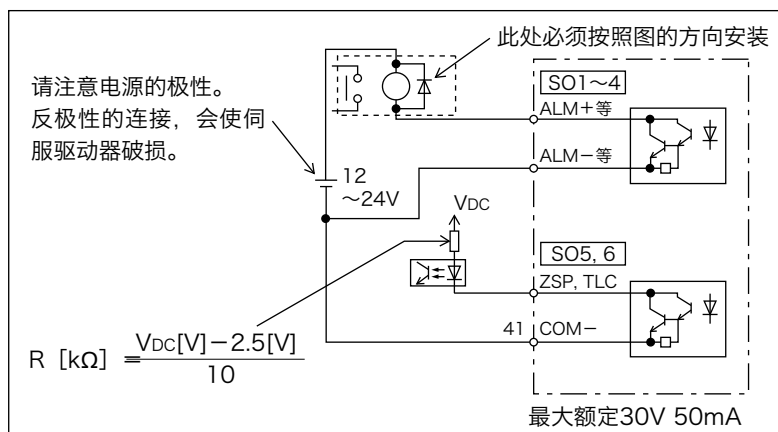 此处必须按照图的方向安装
请注意电源的极性。
反极性的连接，会使伺
服驱动器破损。
SO1～4
ALM＋等
ALM－等
12
～24V
VDC
SO5, 6
ZSP, TLC
41 COM－
R [kΩ] = VDC[V]－2.5[V]
10
最大额定30V 50mA